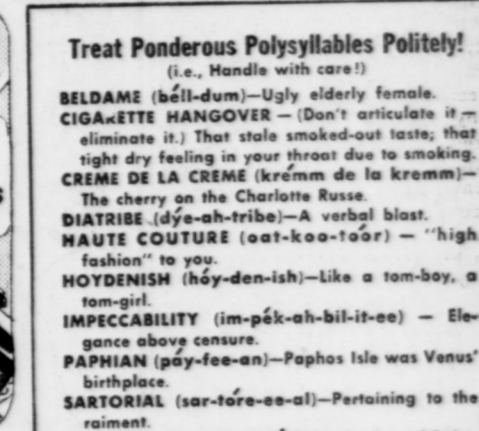 Treat Ponderous Polysyllables Politely!
(i.e., Handle with care!)
BELDAME (béll-dum)—Ugly elderly female.
CIGARETTE HANGOVER — (Don't articulate it —
eliminate it.) That stale smoked-out taste; that
tight dry feeling in your throat due to smoking.
CREME DE LA CREME (krémm de la kremm)—
The cherry on the Charlotte Russe.
DIATRIBE (dýe-ah-tribe)—A verbal blast.
HAUTE COUTURE (oat-koo-toór) — "high
fashion" to you.
HOYDENISH (hóy-den-ish)—Like a tom-boy, a
tom-girl.
IMPECCABILITY (im-pék-ah-bil-it-ee) — Ele-
gance above censure.
PAPHIAN (páy-fee-an)—Paphos Isle was Venus'
birthplace.
SARTORIAL (sar-tóre-ee-al)—Pertaining to the
raiment.